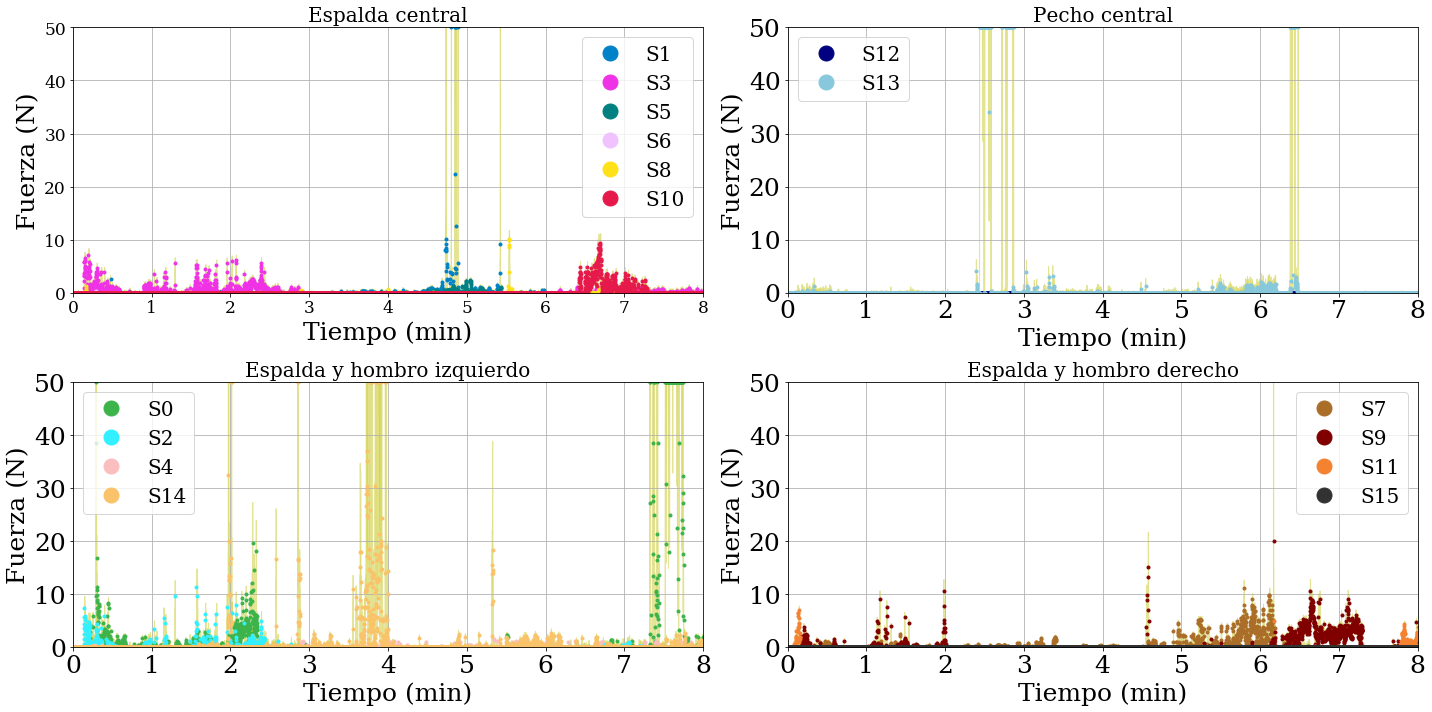 Espalda central
Fuerza (N)
50
40
30
20
10
0
S1
S3
S5
S6
S8
S10
0 1 2 3 4 5 6 7 8
Tiempo (min)
Pecho central
Fuerza (N)
50
40
30
20
10
0
S12
S13
0 1 2 3 4 5 6 7 8
Tiempo (min)
Espalda y hombro izquierdo
Fuerza (N)
50
40
30
20
10
0
S0
S2
S4
S14
0 1 2 3 4 5 6 7 8
Tiempo (min)
Espalda y hombro derecho
Fuerza (N)
50
40
30
20
10
0
S7
S9
S11
S15
0 1 2 3 4 5 6 7 8
Tiempo (min)